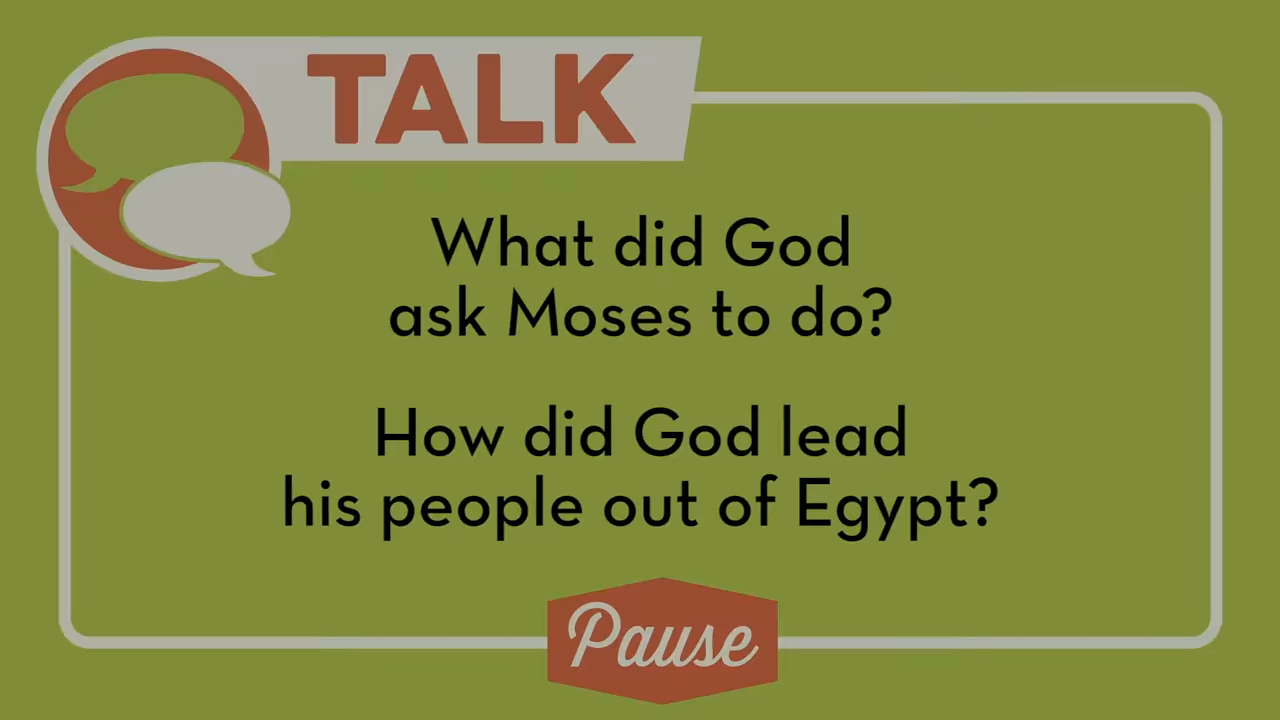 TALK
What did God
ask Moses to do?
How did God lead
his people out of Egypt?
Pause